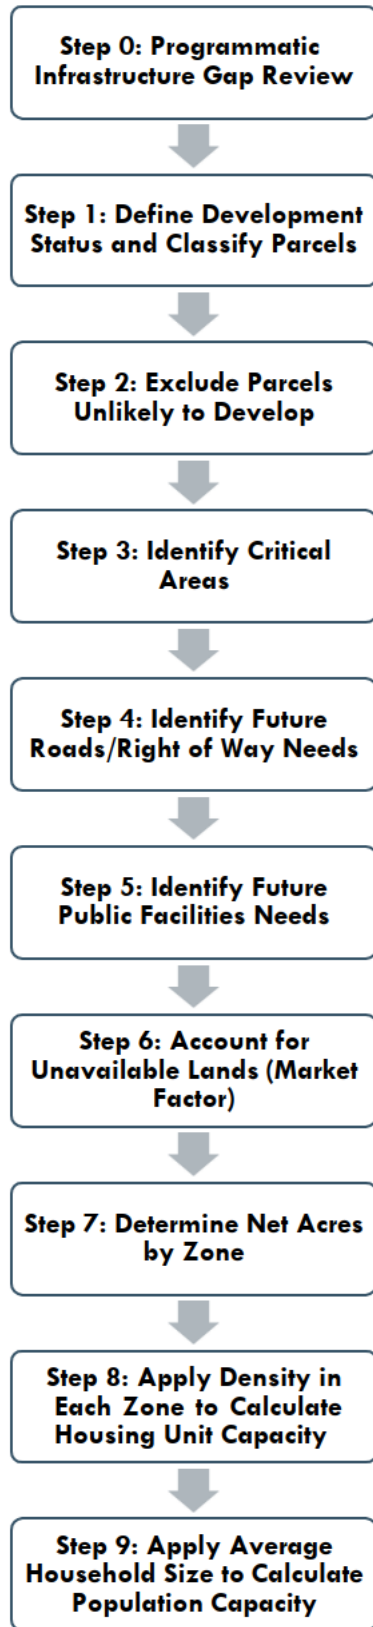 Step 0: Programmatic
Infrastructure Gap Review
Step 1: Define Development
Status and Classify Parcels
Step 2: Exclude Parcels
Unlikely to Develop
Step 3: Identify Critical
Areas
Step 4: Identify Future
Roads/Right of Way Needs
Step 5: Identify Future
Public Facilities Needs
Step 6: Account for
Unavailable Lands (Market
Factor)
Step 7: Determine Net Acres
by Zone
Step 8: Apply Density in
Each Zone to Calculate
Housing Unit Capacity
Step 9: Apply Average
Household Size to Calculate
Population Capacity